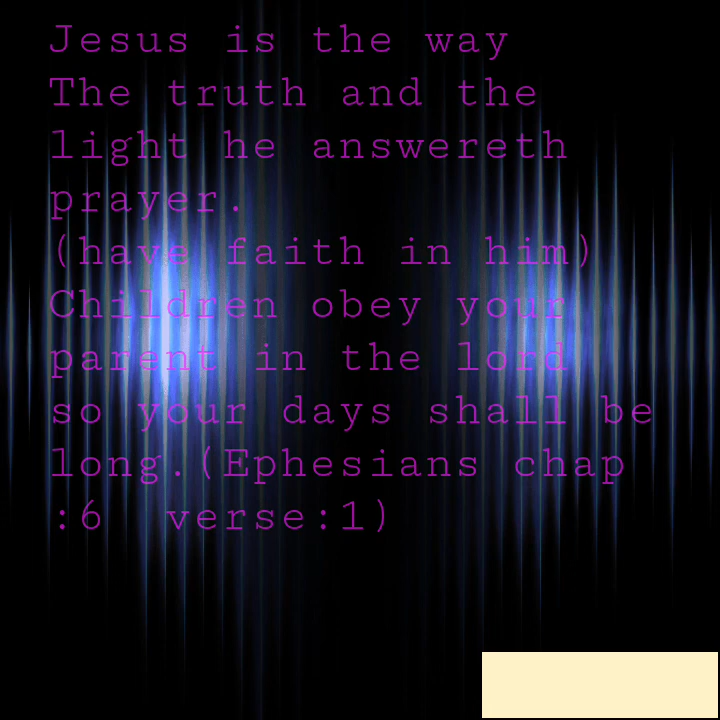 Jesus is the way
The truth and the
light he answereth
prayer.
(have faith in him)
Children obey your
parent in the lord
so your days shall be
long.(Ephesians chap
:6  verse:1)